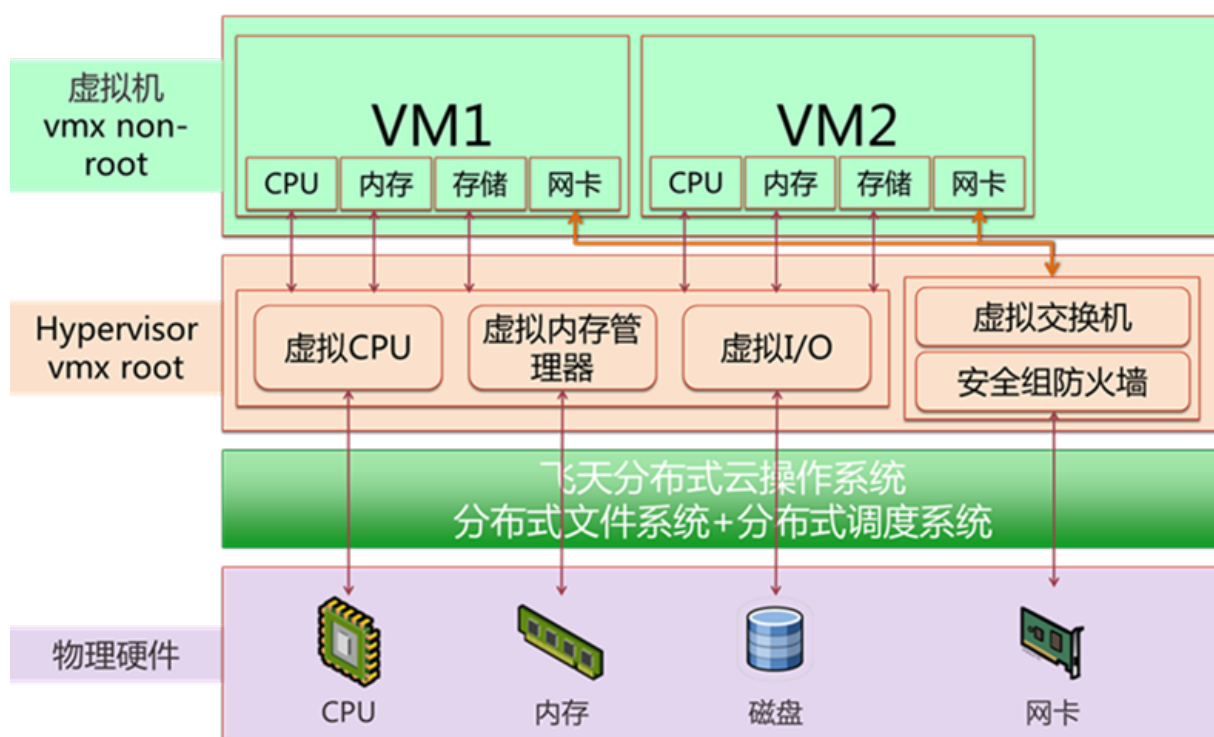 虚拟机
vmx non-
root
VM1
VM2
CPU
内存
存储
网卡
CPU
内存
存储
网卡
Hypervisor
vmx root
虚拟CPU
虚拟内存管
理器
虚拟I/O
虚拟交换机
安全组防火墙
飞天分布式云操作系统
分布式文件系统+分布式调度系统
物理硬件
CPU
内存
磁盘
网卡